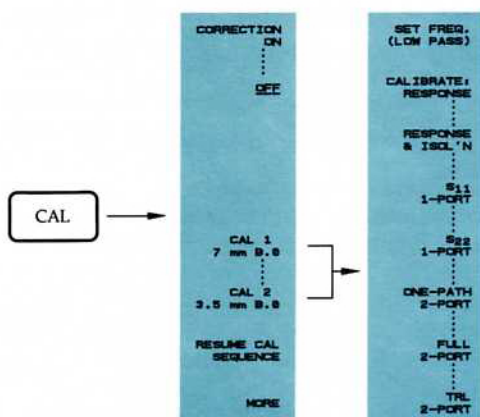 CORRECTION
ON
OFF
CAL
CAL 1
7 mm B.0
CAL 2
3.5 mm B.0
RESUME CAL
SEQUENCE
MORE
SET FREQ.
(LOW PASS)
CALIBRATE:
RESPONSE
RESPONSE
& ISOL'N
S11
1-PORT
S22
1-PORT
ONE-PATH
2-PORT
FULL
2-PORT
TRL
2-PORT